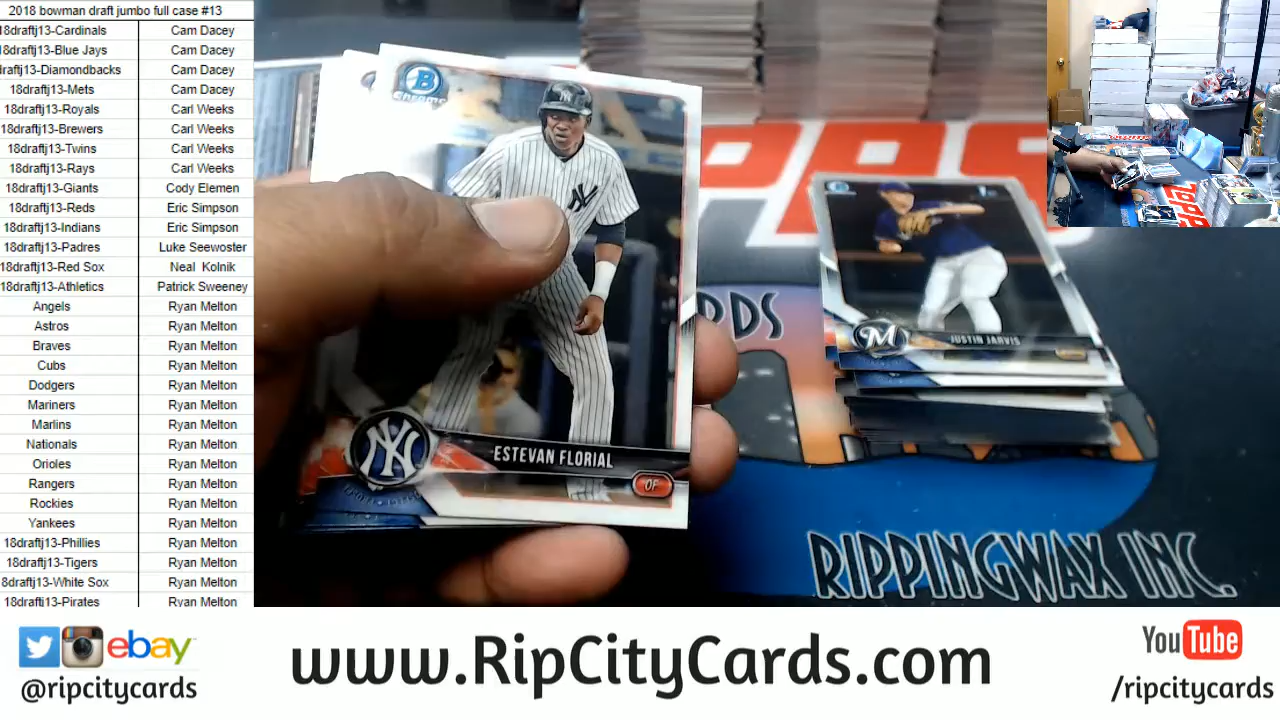 2018 bowman draft jumbo full case #13
18draftj13-Cardinals Cam Dacey
18draftj13-Blue Jays Cam Dacey
draftj13-Diamondbacks Cam Dacey
18draftj13-Mets Cam Dacey
18draftj13-Royals Carl Weeks
18draftj13-Brewers Carl Weeks
18draftj13-Twins Carl Weeks
18draftj13-Rays Carl Weeks
18draftj13-Giants Cody Elemen
18draftj13-Reds Eric Simpson
18draftj13-Indians Eric Simpson
18draftj13-Padres Luke Seewoster
18draftj13-Red Sox Neal Kolnik
18draftj13-Athletics Patrick Sweeney
Angels Ryan Melton
Astros Ryan Melton
Braves Ryan Melton
Cubs Ryan Melton
Dodgers Ryan Melton
Mariners Ryan Melton
Marlins Ryan Melton
Nationals Ryan Melton
Orioles Ryan Melton
Rangers Ryan Melton
Rockies Ryan Melton
Yankees Ryan Melton
18draftj13-Phillies Ryan Melton
18draftj13-Tigers Ryan Melton
8draftj13-White Sox Ryan Melton
18draftj13-Pirates Ryan Melton
B
Chrome
NY
NY
ESTEVAN FLORIAL
OF
M
JUSTIN JARVIS
RDS
RIPPINGWAX INC.
ebay
@ripcitycards
www.RipCityCards.com
YouTube
/ripcitycards